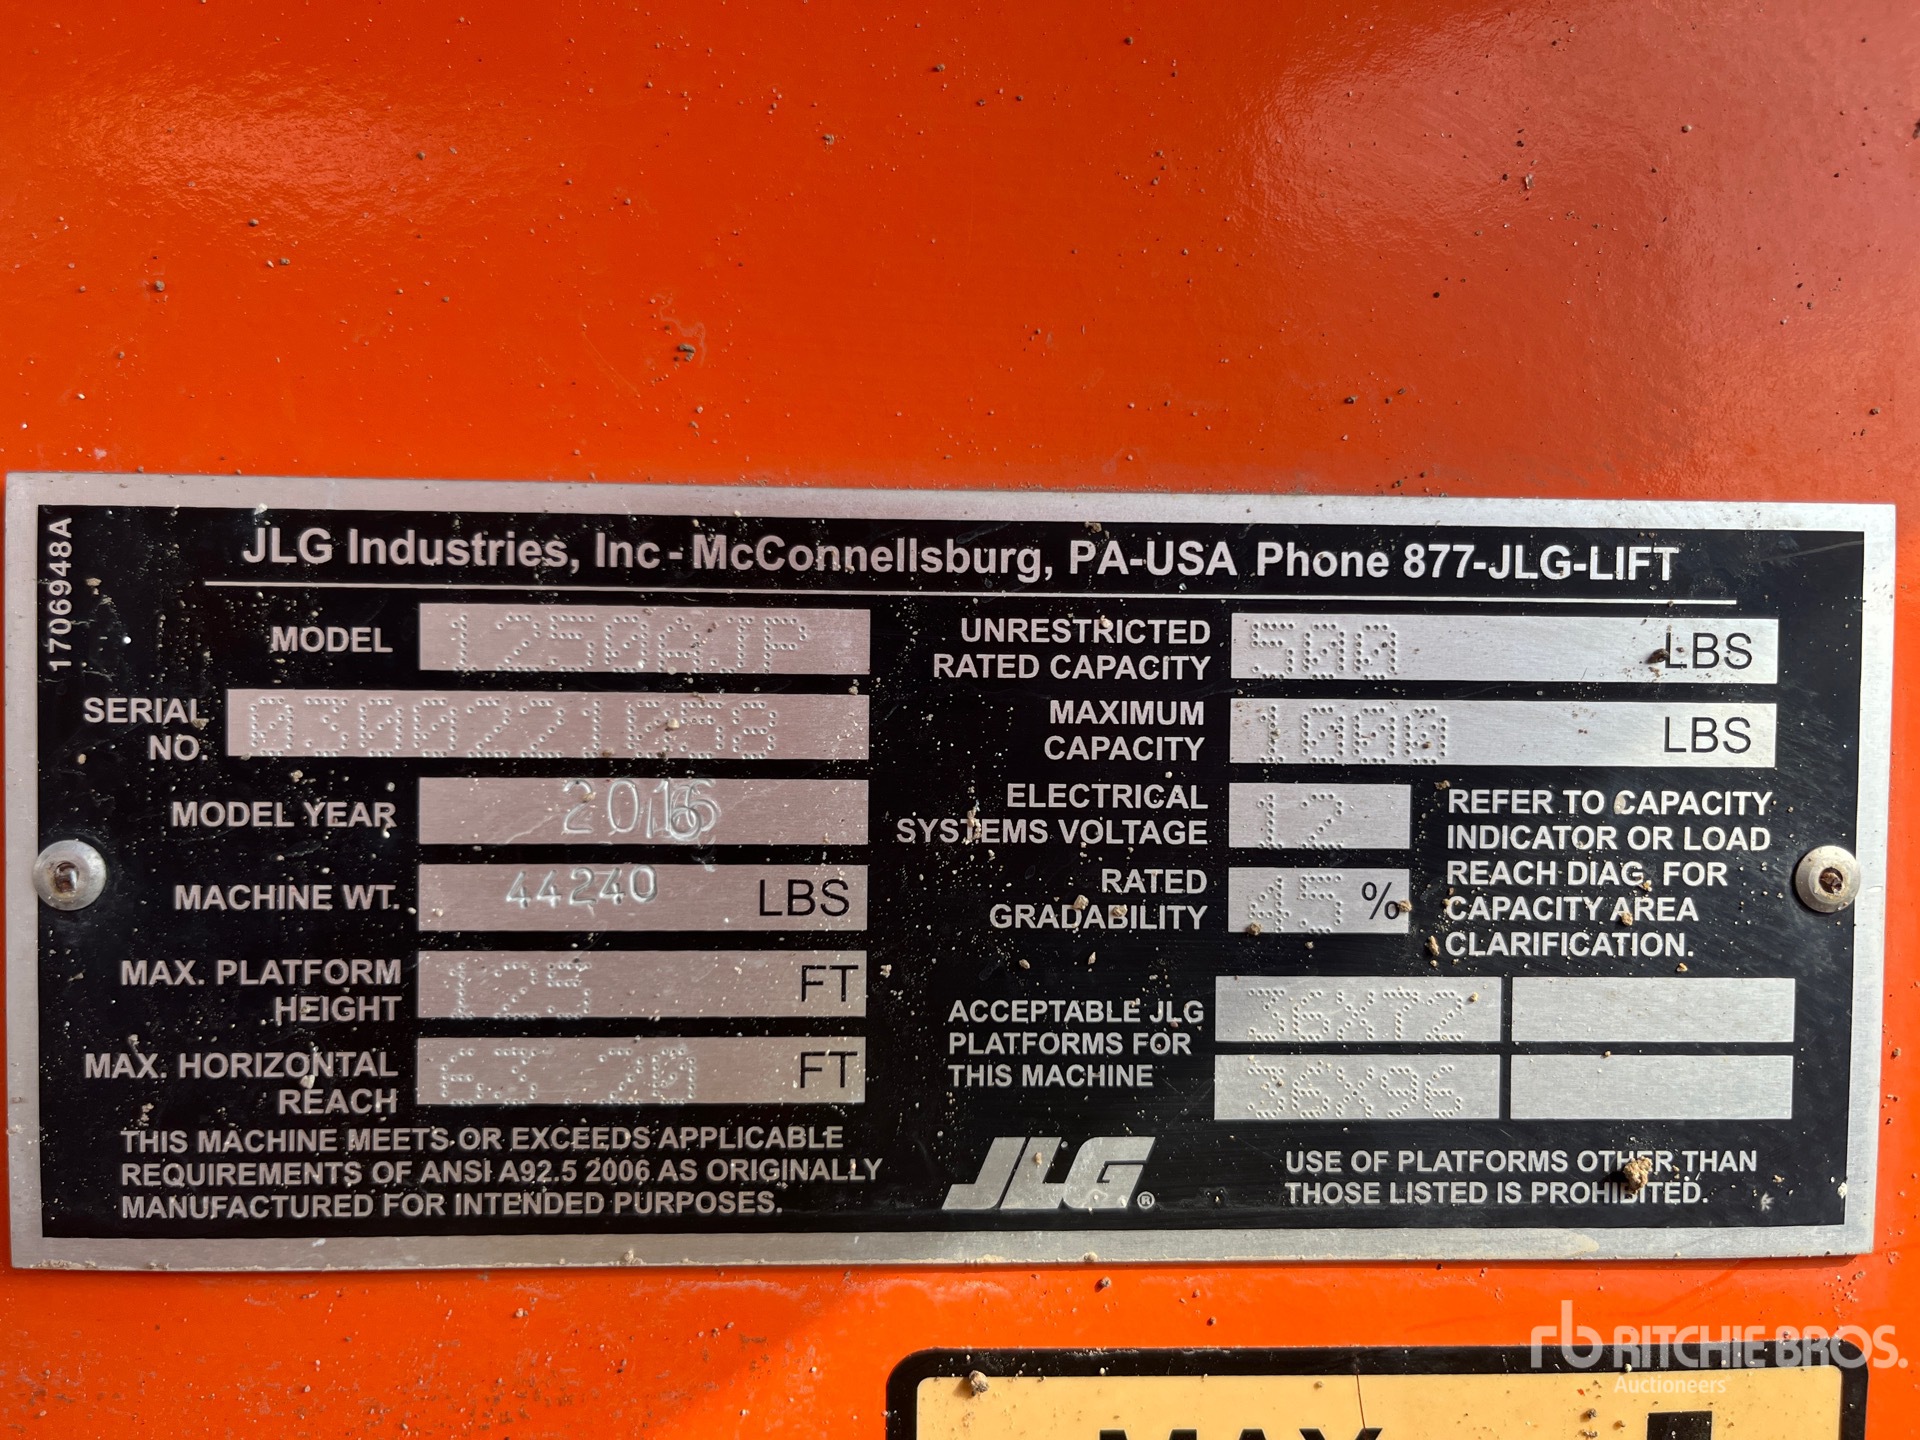 JLG Industries, Inc - McConnellsburg, PA-USA Phone 877-JLG-LIFT
1706948A
MODEL 1250AJP
SERIAL NO. 0300221058
MODEL YEAR 2016
MACHINE WT. 44240 LBS
MAX. PLATFORM HEIGHT 125 FT
MAX. HORIZONTAL REACH 63.20 FT
THIS MACHINE MEETS OR EXCEEDS APPLICABLE
REQUIREMENTS OF ANSI A92.5 2006 AS ORIGINALLY
MANUFACTURED FOR INTENDED PURPOSES.
UNRESTRICTED RATED CAPACITY 500 LBS
MAXIMUM CAPACITY 1000 LBS
ELECTRICAL SYSTEMS VOLTAGE 12
RATED GRADABILITY 45 %
REFER TO CAPACITY
INDICATOR OR LOAD
REACH DIAG. FOR
CAPACITY AREA
CLARIFICATION.
ACCEPTABLE JLG
PLATFORMS FOR
THIS MACHINE
36X72
36X96
JLG ®
USE OF PLATFORMS OTHER THAN
THOSE LISTED IS PROHIBITED.
rb RITCHIE BROS.
Auctioneers
MAX